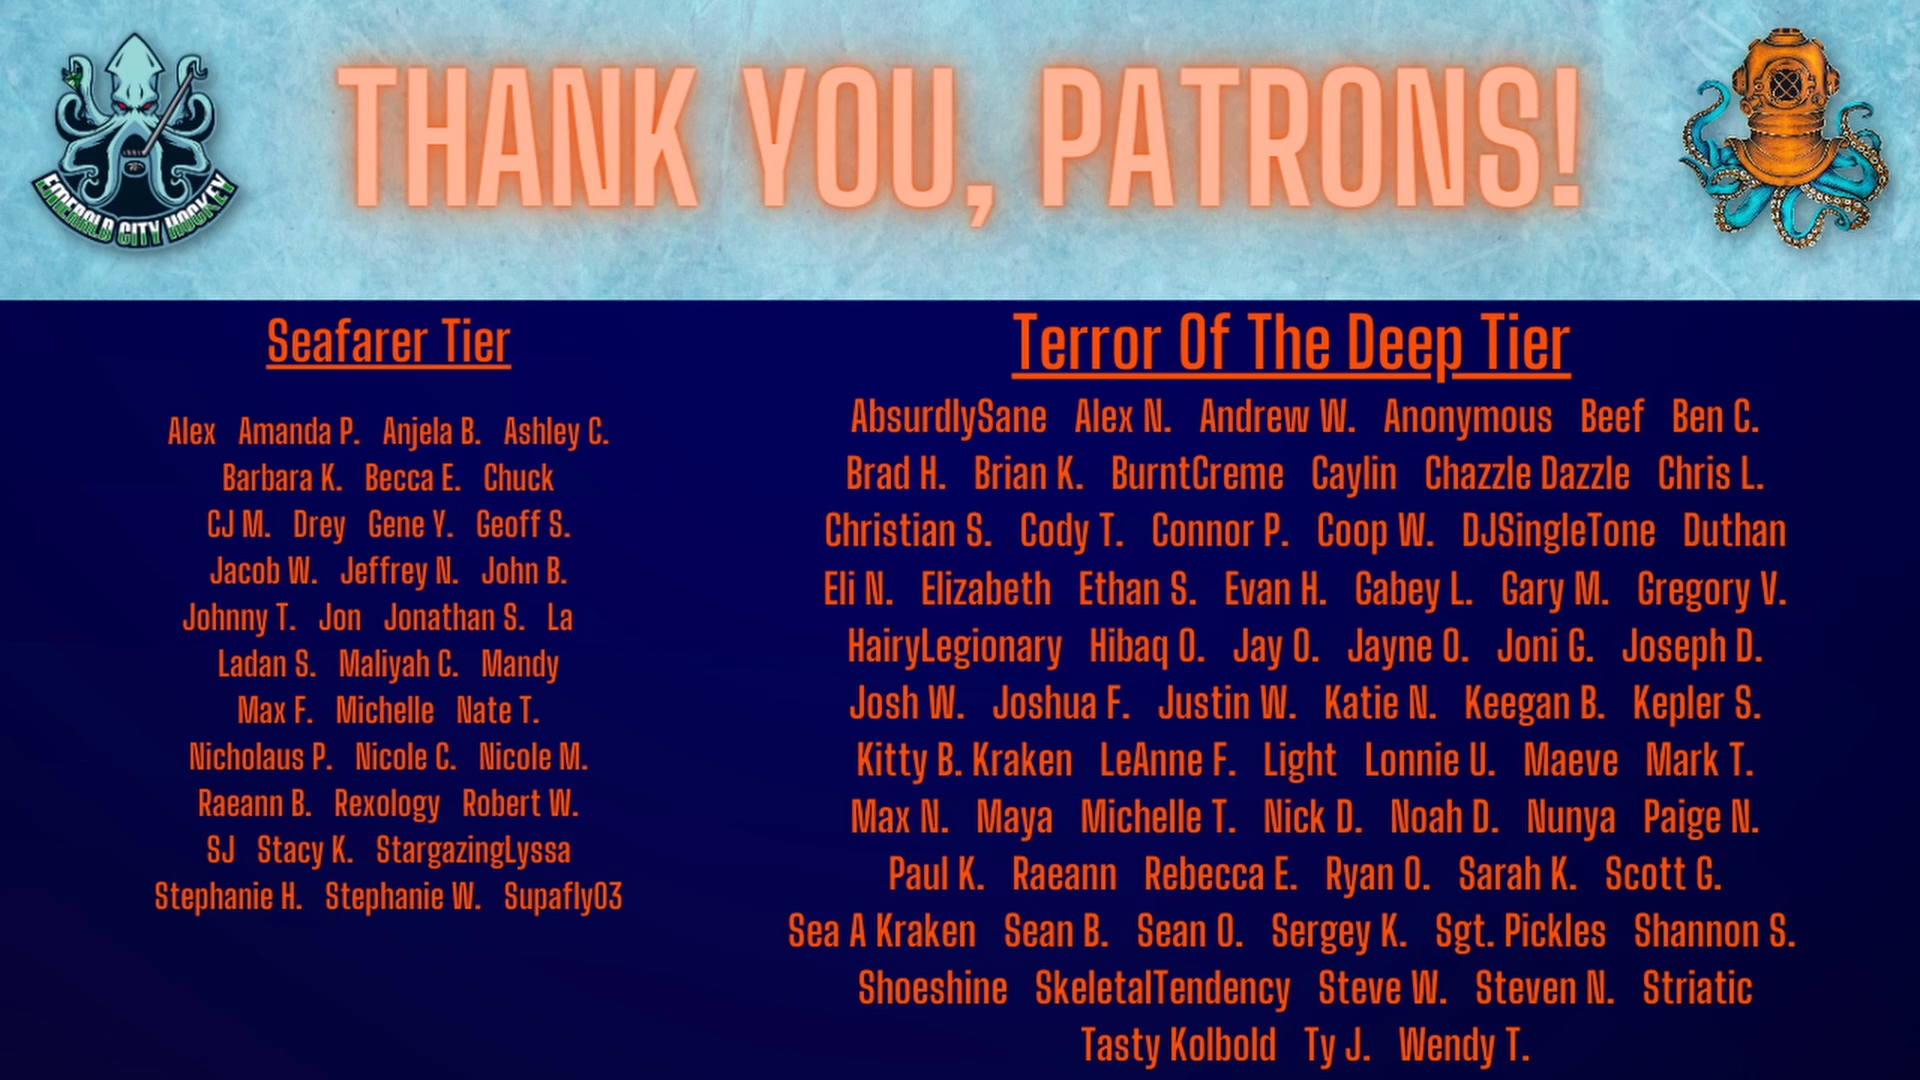 THANK YOU, PATRONS!
EMERALD CITY HOCKEY
Seafarer Tier
Alex Amanda P. Anjela B. Ashley C.
Barbara K. Becca E. Chuck
CJ M. Drey Gene Y. Geoff S.
Jacob W. Jeffrey N. John B.
Johnny T. Jon Jonathan S. La
Ladan S. Maliyah C. Mandy
Max F. Michelle Nate T.
Nicholaus P. Nicole C. Nicole M.
Raeann B. Rexology Robert W.
SJ Stacy K. StargazingLyssa
Stephanie H. Stephanie W. Supafly03
Terror Of The Deep Tier
AbsurdlySane Alex N. Andrew W. Anonymous Beef Ben C.
Brad H. Brian K. BurntCreme Caylin Chazzle Dazzle Chris L.
Christian S. Cody T. Connor P. Coop W. DJSingleTone Duthan
Eli N. Elizabeth Ethan S. Evan H. Gabey L. Gary M. Gregory V.
HairyLegionary Hibaq O. Jay O. Jayne O. Joni G. Joseph D.
Josh W. Joshua F. Justin W. Katie N. Keegan B. Kepler S.
Kitty B. Kraken LeAnne F. Light Lonnie U. Maeve Mark T.
Max N. Maya Michelle T. Nick D. Noah D. Nunya Paige N.
Paul K. Raeann Rebecca E. Ryan O. Sarah K. Scott G.
Sea A Kraken Sean B. Sean O. Sergey K. Sgt. Pickles Shannon S.
Shoeshine SkeletalTendency Steve W. Steven N. Striatic
Tasty Kolbold Ty J. Wendy T.